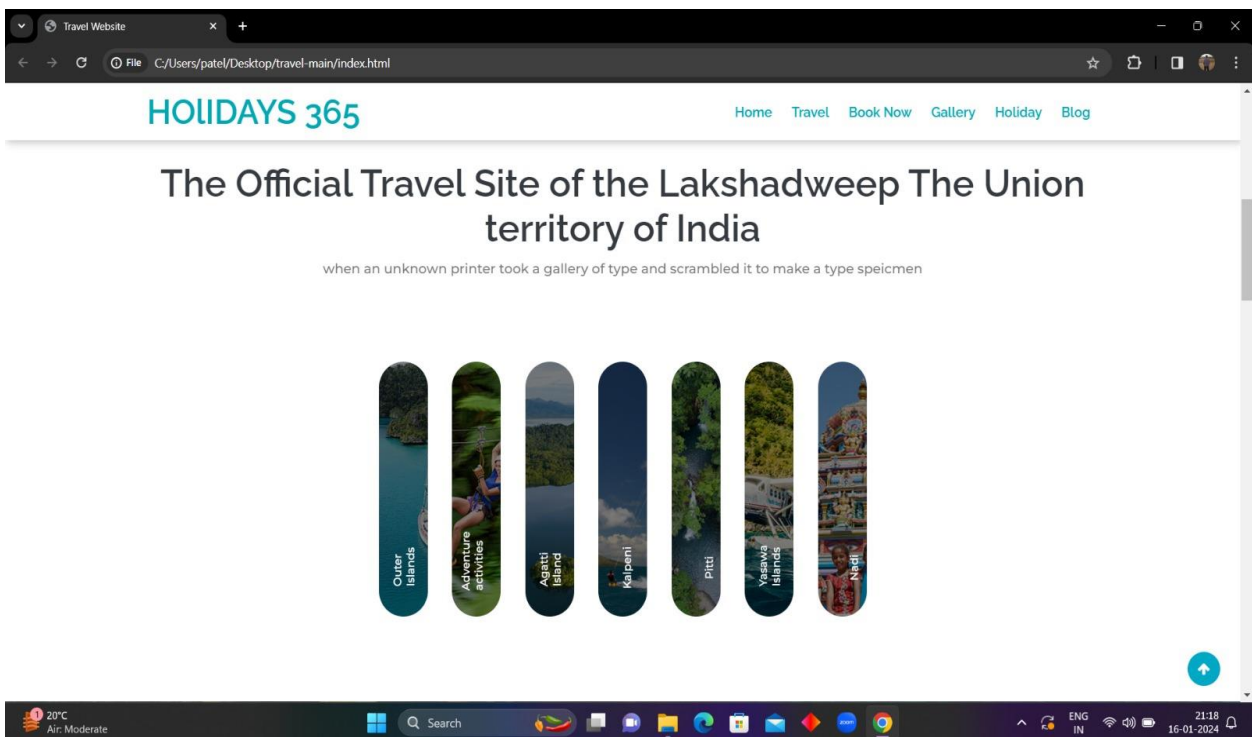 Travel Website
File C:/Users/patel/Desktop/travel-main/index.html
HOlIDAYS 365
Home Travel Book Now Gallery Holiday Blog
The Official Travel Site of the Lakshadweep The Union
territory of India
when an unknown printer took a gallery of type and scrambled it to make a type speicmen
Outer
Islands
Adventure
activities
Agatti
Island
Kalpeni
Pitti
Yasawa
Islands
Nadi
1
20°C
Air: Moderate
Search
zoom
ENG
IN
21:18
16-01-2024